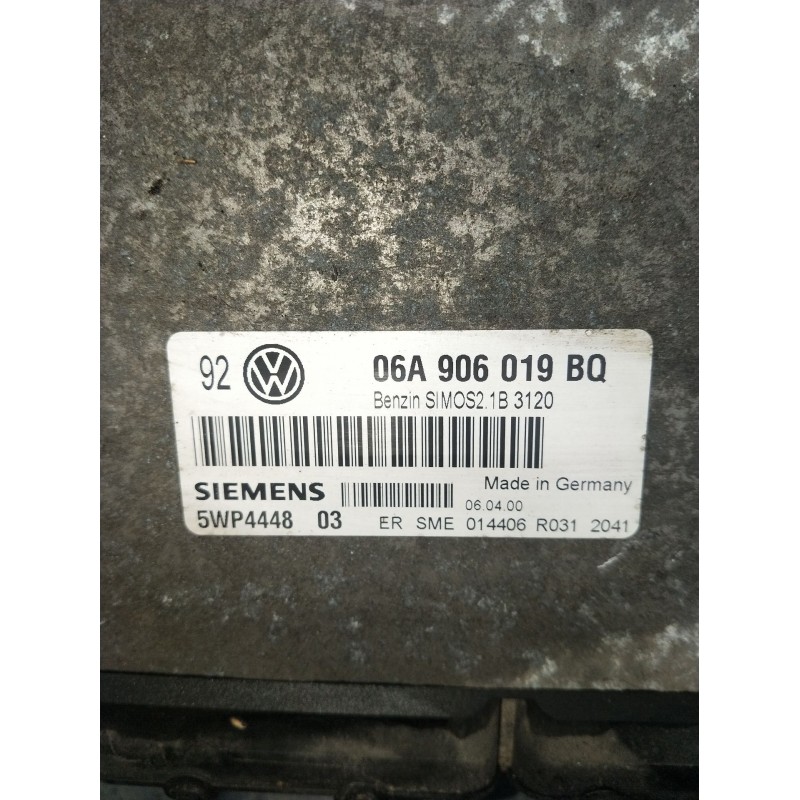 92 VW 06A 906 019 BQ
Benzin SIMOS2.1B 3120
Made in Germany
SIEMENS 06.04.00
5WP4448 03 ER SME 014406 R031 2041